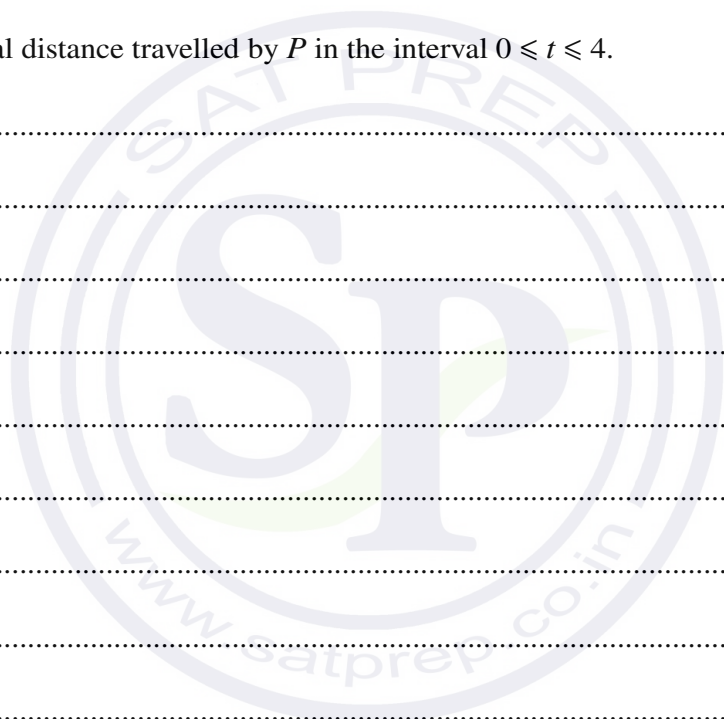 al distance travelled by P in the interval 0 ⩽ t ⩽ 4.
SAT PREP
SP
www.satprep.co.in